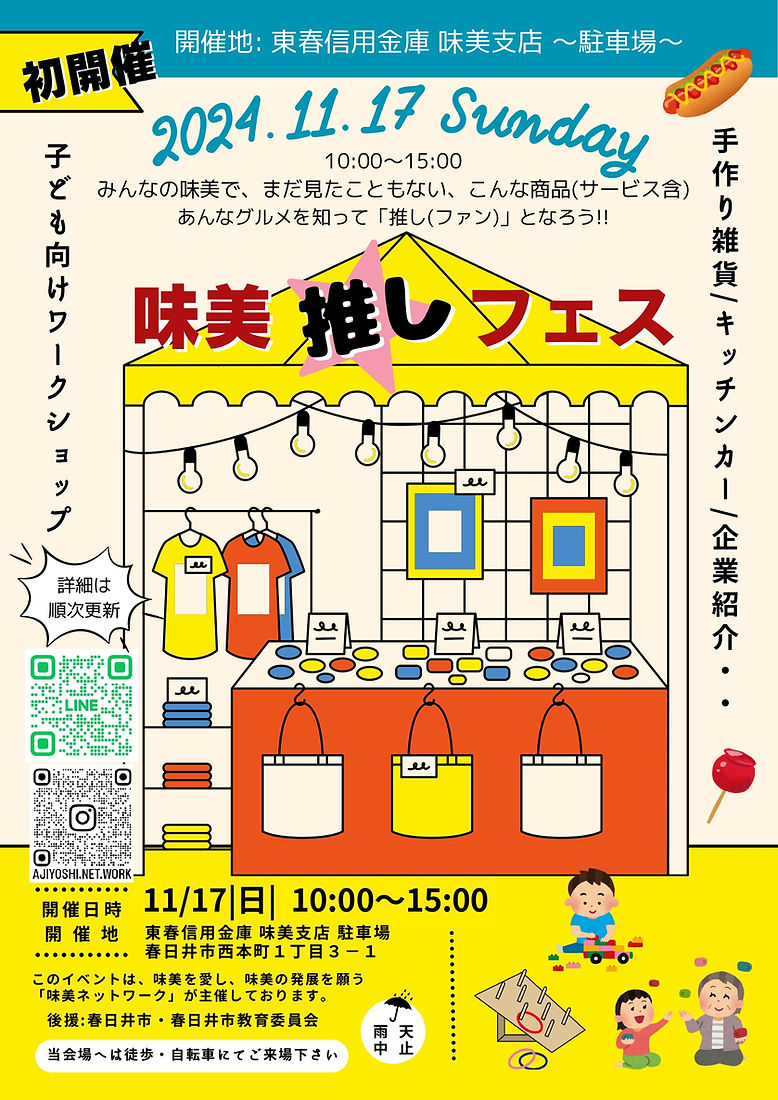 初開催
開催地: 東春信用金庫 味美支店 〜駐車場〜
2024.11.17 Sunday
10:00〜15:00
みんなの味美で、まだ見たこともない、こんな商品(サービス含)
あんなグルメを知って「推し(ファン)」となろう!!
手作り雑貨/キッチンカー/企業紹介・・
子ども向けワークショップ
味美 推し フェス
詳細は
順次更新
LINE
AJIYOSHI.NET.WORK
開催日時 11/17|日| 10:00〜15:00
開催地 東春信用金庫 味美支店 駐車場
春日井市西本町1丁目3−1
このイベントは、味美を愛し、味美の発展を願う
「味美ネットワーク」が主催しております。
後援:春日井市・春日井市教育委員会
雨天
中止
当会場へは徒歩・自転車にてご来場下さい